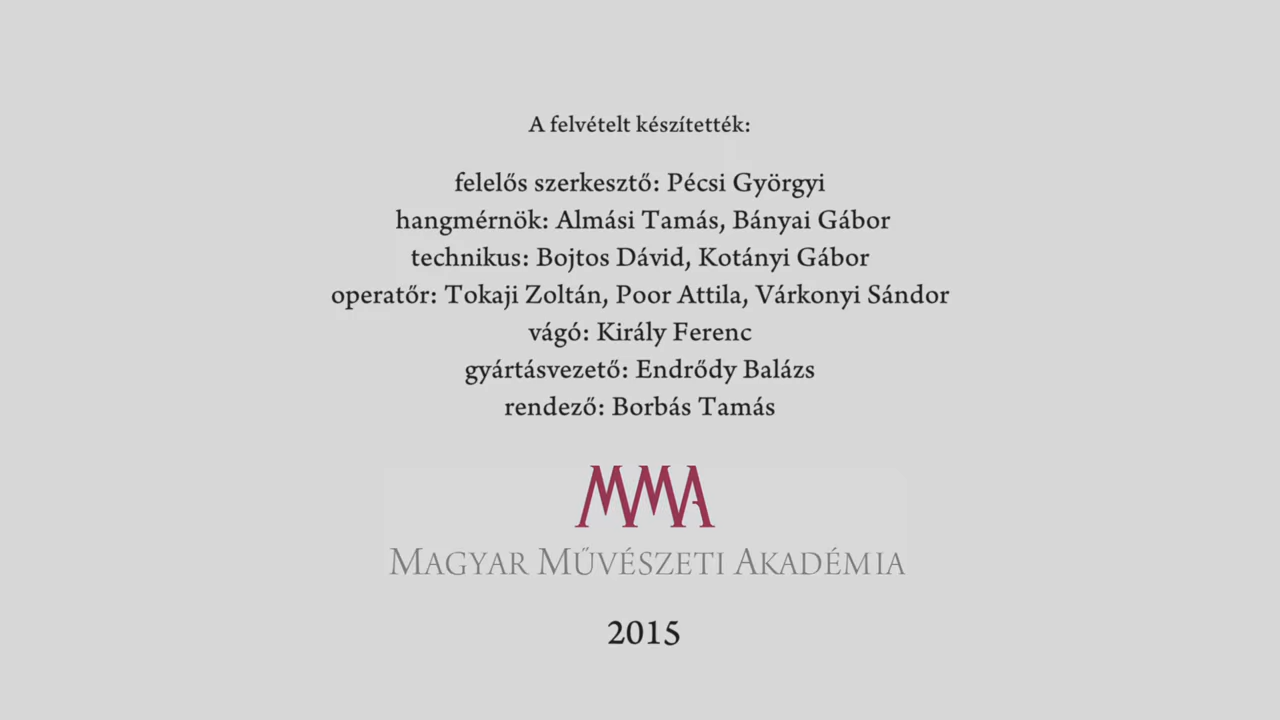 A felvételt készítették:
felelős szerkesztő: Pécsi Györgyi
hangmérnök: Almási Tamás, Bányai Gábor
technikus: Bojtos Dávid, Kotányi Gábor
operatőr: Tokaji Zoltán, Poor Attila, Várkonyi Sándor
vágó: Király Ferenc
gyártásvezető: Endrődy Balázs
rendező: Borbás Tamás
MMA
MAGYAR MŰVÉSZETI AKADÉMIA
2015